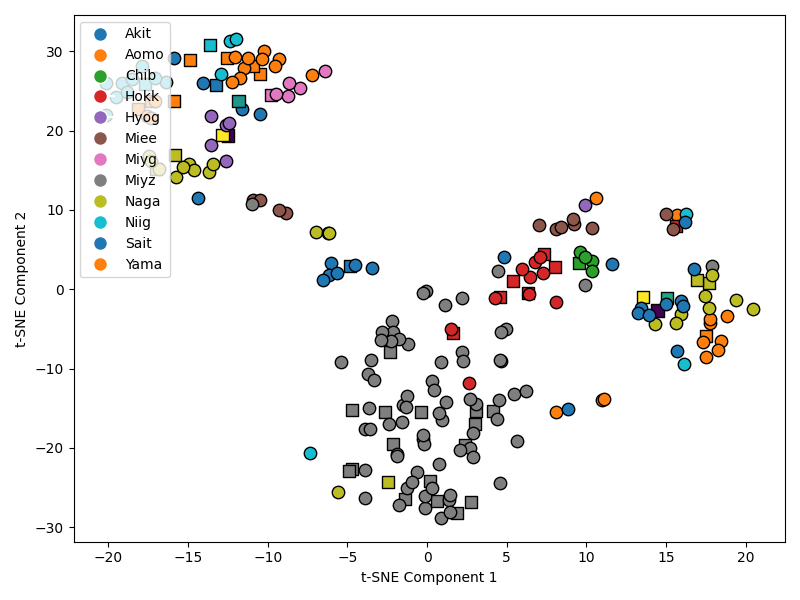 Akit
Aomo
Chib
Hokk
Hyog
Miee
Miyg
Miyz
Naga
Niig
Sait
Yama
30
20
10
0
−10
−20
−30
−20
−15
−10
−5
0
5
10
15
20
t-SNE Component 1
t-SNE Component 2